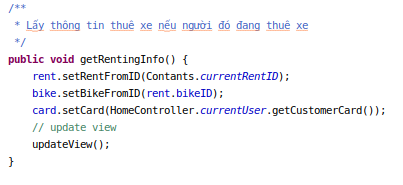 /**
 * Lấy thông tin thuê xe nếu người đó đang thuê xe
 */
public void getRentingInfo() {
    rent.setRentFromID(Contants.currentRentID);
    bike.setBikeFromID(rent.bikeID);
    card.setCard(HomeController.currentUser.getCustomerCard());
    // update view
    updateView();
}